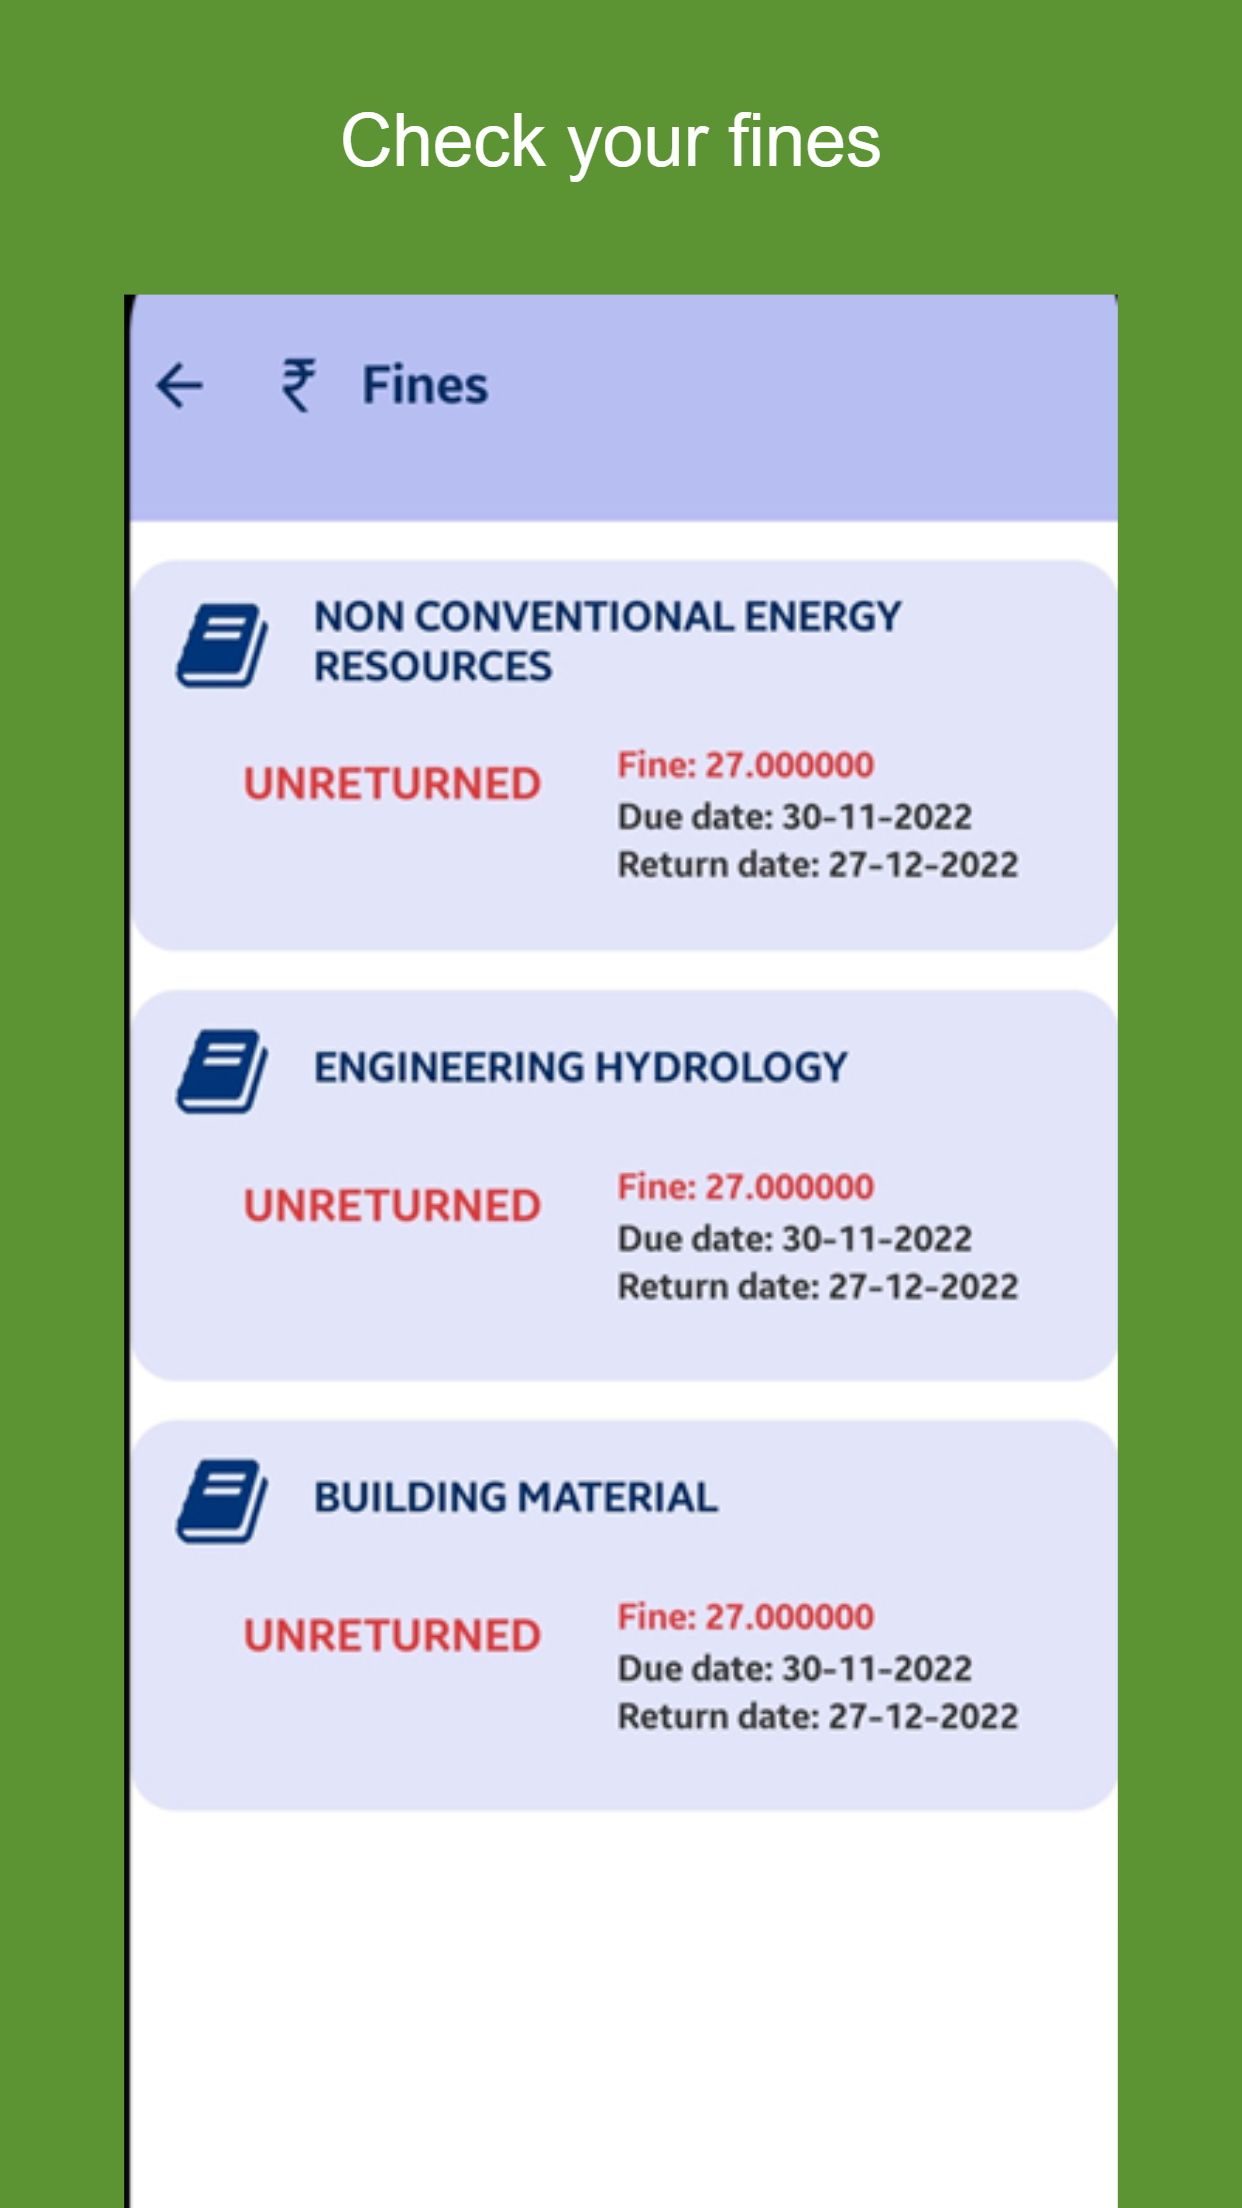 Check your fines
₹ Fines
NON CONVENTIONAL ENERGY
RESOURCES
UNRETURNED
Fine: 27.000000
Due date: 30-11-2022
Return date: 27-12-2022
ENGINEERING HYDROLOGY
UNRETURNED
Fine: 27.000000
Due date: 30-11-2022
Return date: 27-12-2022
BUILDING MATERIAL
UNRETURNED
Fine: 27.000000
Due date: 30-11-2022
Return date: 27-12-2022